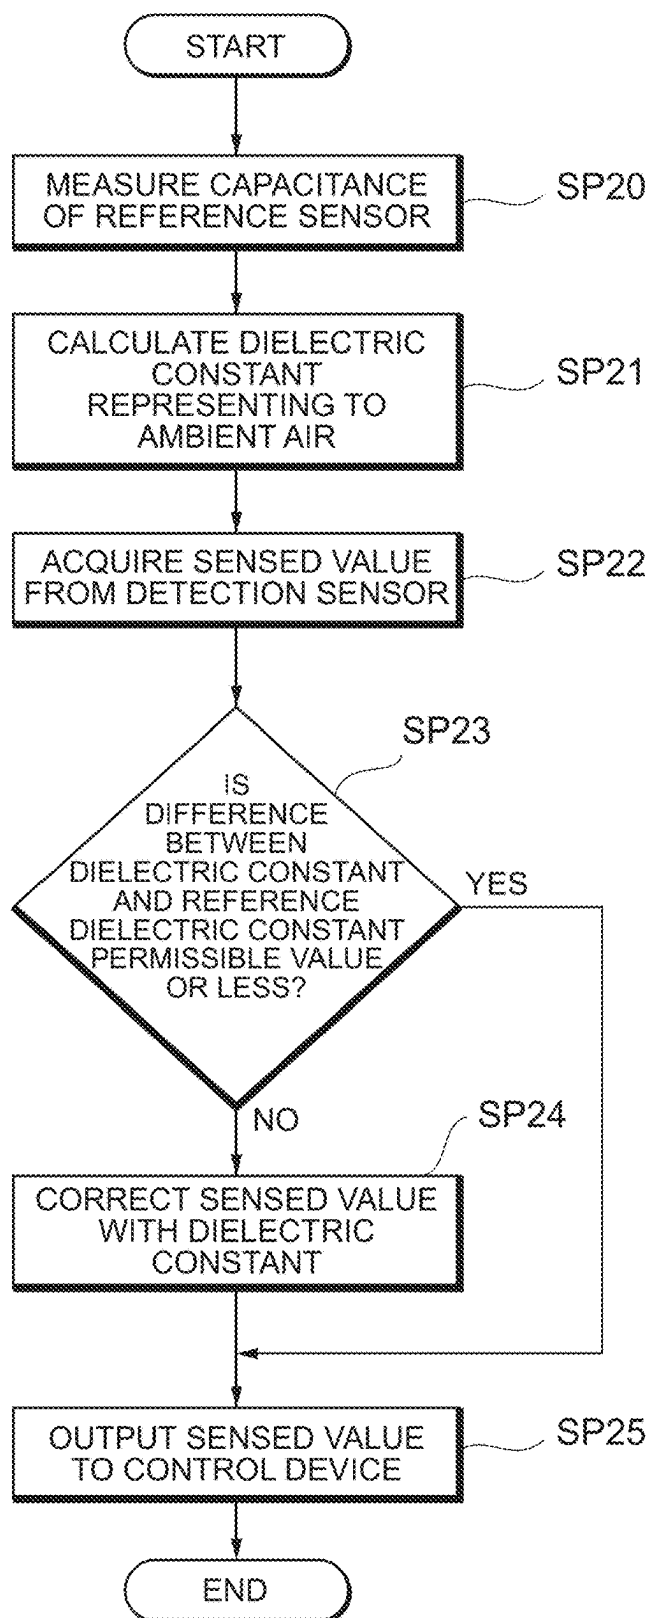 START
MEASURE CAPACITANCE
OF REFERENCE SENSOR
SP20
CALCULATE DIELECTRIC
CONSTANT
REPRESENTING TO
AMBIENT AIR
SP21
ACQUIRE SENSED VALUE
FROM DETECTION SENSOR
SP22
SP23
IS
DIFFERENCE
BETWEEN
DIELECTRIC CONSTANT
AND REFERENCE
DIELECTRIC CONSTANT
PERMISSIBLE VALUE
OR LESS?
YES
NO
SP24
CORRECT SENSED VALUE
WITH DIELECTRIC
CONSTANT
OUTPUT SENSED VALUE
TO CONTROL DEVICE
SP25
END